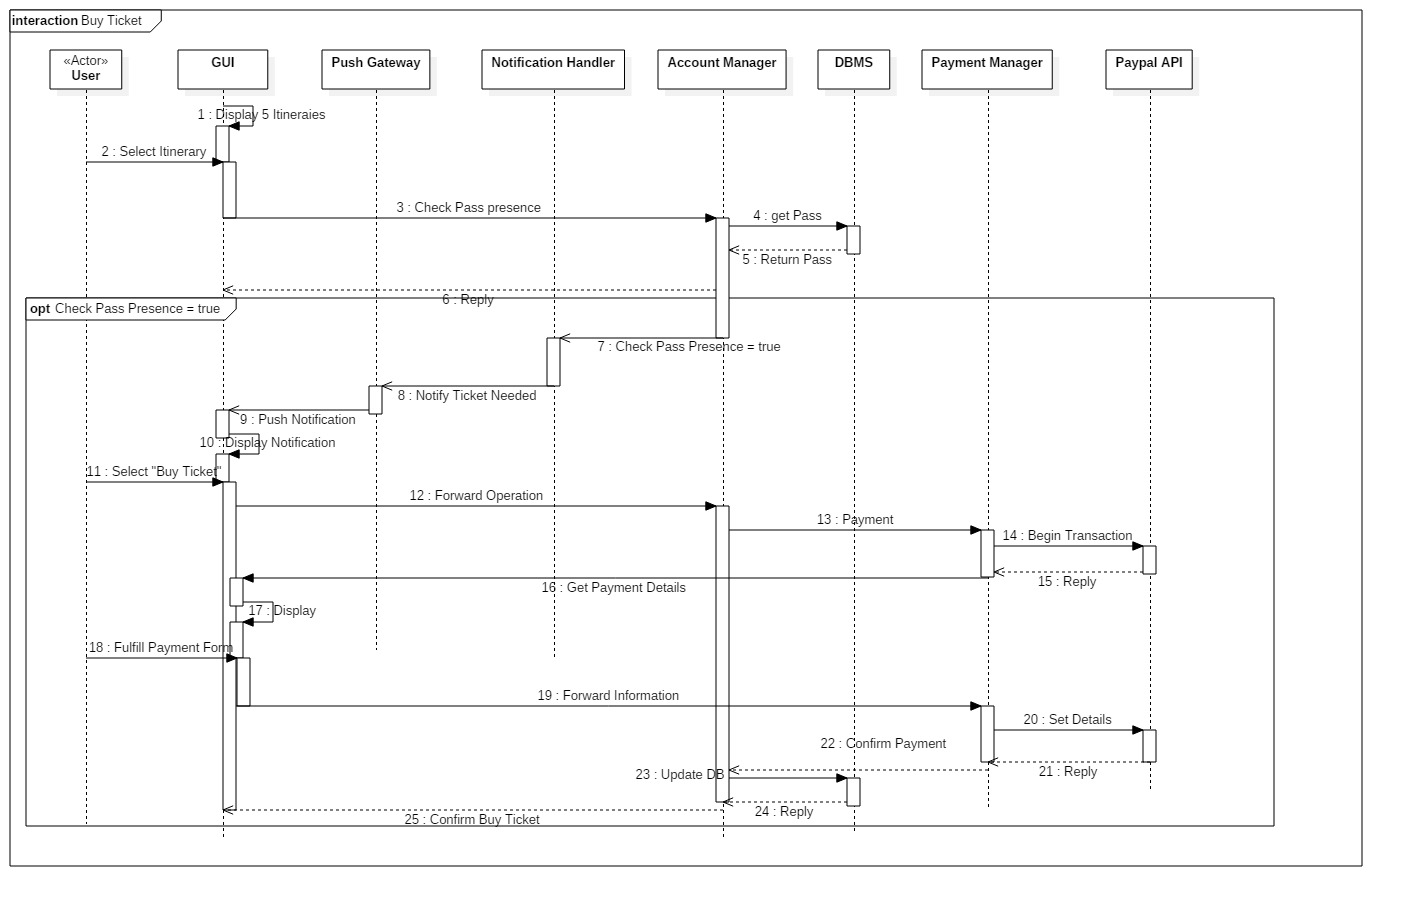 interaction Buy Ticket
«Actor»
User
GUI
Push Gateway
Notification Handler
Account Manager
DBMS
Payment Manager
Paypal API
1 : Display 5 Itineraies
2 : Select Itinerary
3 : Check Pass presence
4 : get Pass
5 : Return Pass
6 : Reply
opt Check Pass Presence = true
7 : Check Pass Presence = true
8 : Notify Ticket Needed
9 : Push Notification
10 : Display Notification
11 : Select "Buy Ticket"
12 : Forward Operation
13 : Payment
14 : Begin Transaction
15 : Reply
16 : Get Payment Details
17 : Display
18 : Fulfill Payment Form
19 : Forward Information
20 : Set Details
21 : Reply
22 : Confirm Payment
23 : Update DB
24 : Reply
25 : Confirm Buy Ticket